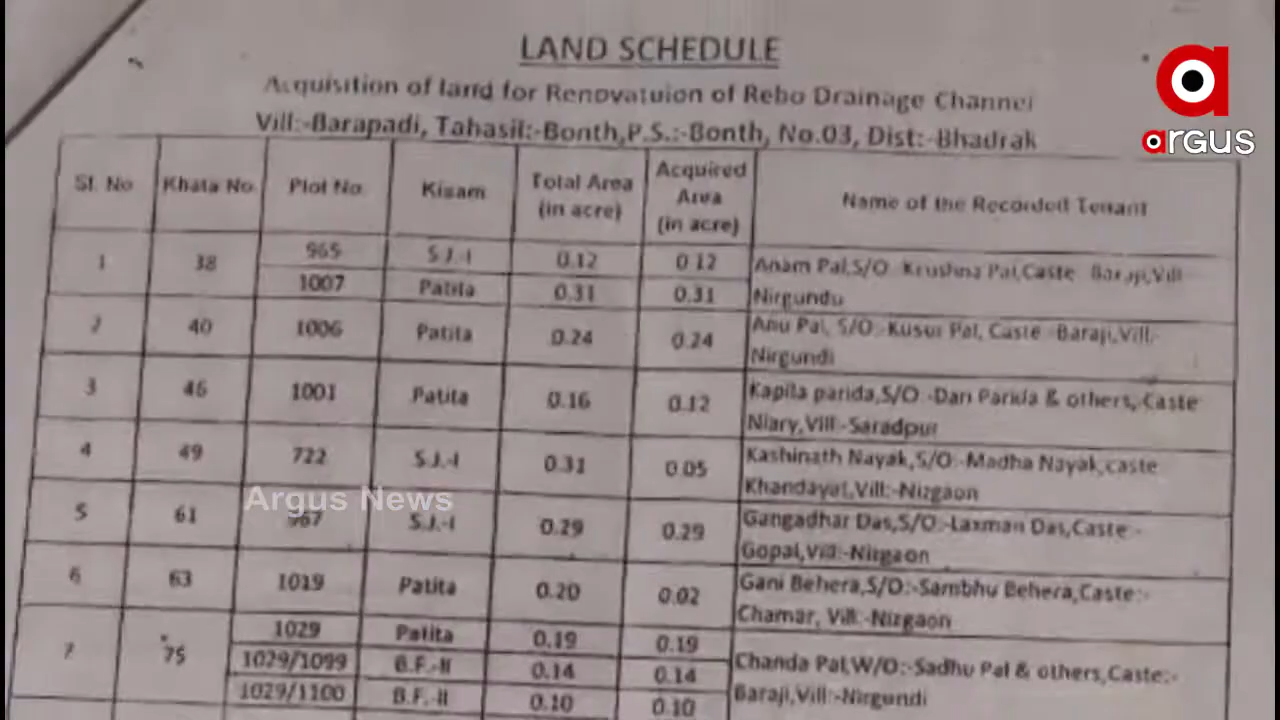 LAND SCHEDULE
Acquisition of land for Renovatuion of Rebo Drainage Channel
Vill:-Barapadi, Tahasil:-Bonth,P.S.:-Bonth, No.03, Dist:-Bhadrak
argus
Sl. No Khata No. Plot No. Kisam Total Area (in acre) Acquired Area (in acre) Name of the Recorded Tenant
1 38 965 S.J.-I 0.12 0.12 Anam Pal,S/O -Krushna Pal,Caste -Baraji,Vill
1007 Patita 0.31 0.31 Nirgundu
2 40 1006 Patita 0.24 0.24 Anu Pal, S/O:-Kusur Pal, Caste -Baraji,Vill:-
Nirgundi
3 46 1001 Patita 0.16 0.12 Kapila parida,S/O:-Dari Parida & others,-Caste
Niary,Vill:-Saradpur
4 49 722 S.J.-I 0.31 0.05 Kashinath Nayak,S/O:-Madha Nayak,caste
Khandayat,Vill:-Nizgaon
Argus News
5 61 967 S.J.-I 0.29 0.29 Gangadhar Das,S/O:-Laxman Das,Caste:-
Gopal,Vill:-Nirgaon
6 63 1019 Patita 0.20 0.02 Gani Behera,S/O:-Sambhu Behera,Caste:-
Chamar, Vill:-Nizgaon
7 75 1029 Patita 0.19 0.19
1029/1099 B.F.-II 0.14 0.14 Chanda Pal,W/O:-Sadhu Pal & others,Caste:-
1029/1100 B.F.-II 0.10 0.10 Baraji,Vill:-Nirgundi